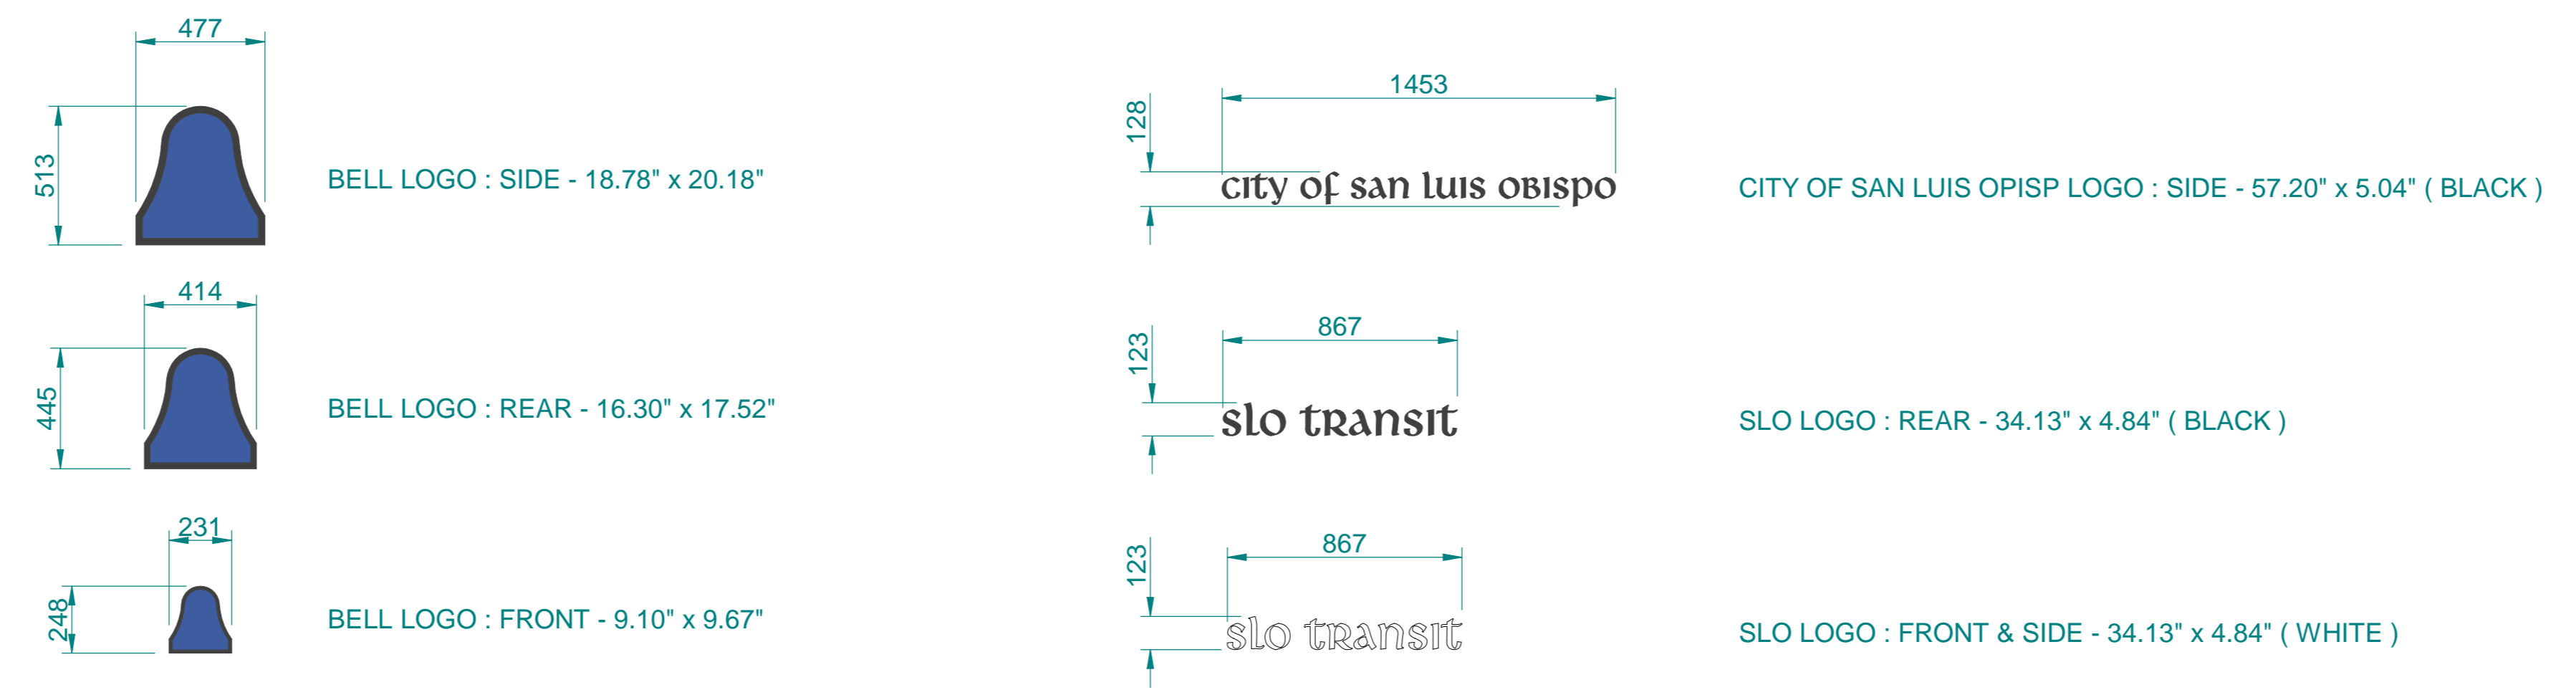 477
513
BELL LOGO : SIDE - 18.78" x 20.18"
414
445
BELL LOGO : REAR - 16.30" x 17.52"
231
248
BELL LOGO : FRONT - 9.10" x 9.67"
1453
128
city of san luis obispo
CITY OF SAN LUIS OPISP LOGO : SIDE - 57.20" x 5.04" ( BLACK )
867
123
slo transit
SLO LOGO : REAR - 34.13" x 4.84" ( BLACK )
867
123
slo transit
SLO LOGO : FRONT & SIDE - 34.13" x 4.84" ( WHITE )